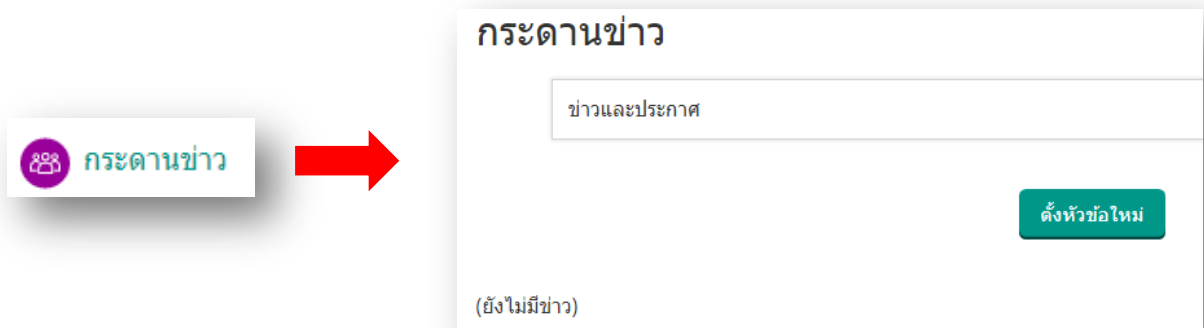 กระดานข่าว
กระดานข่าว
ข่าวและประกาศ
ตั้งหัวข้อใหม่
(ยังไม่มีข่าว)